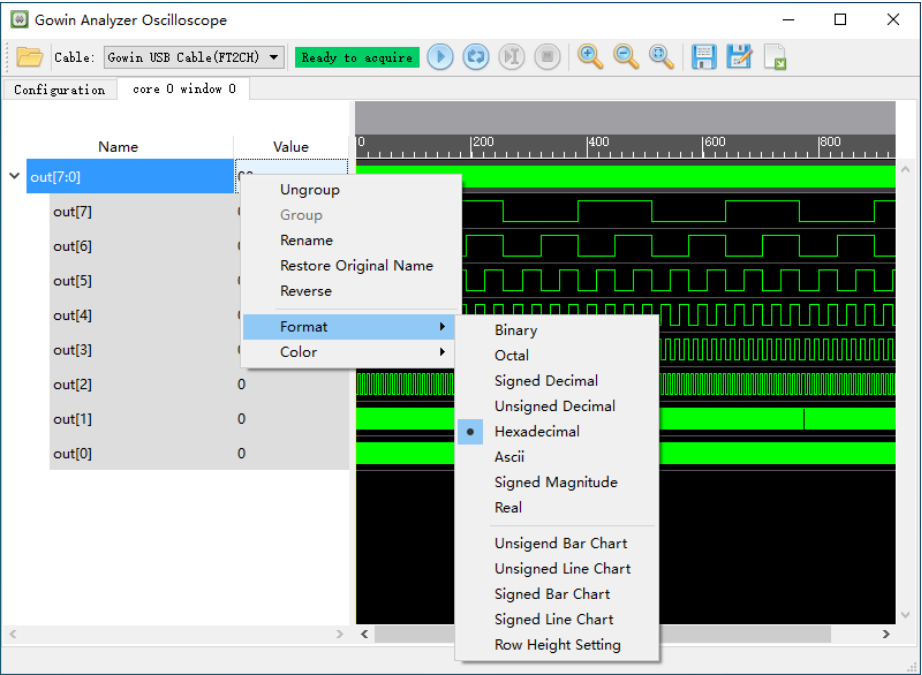 Gowin Analyzer Oscilloscope
Cable: Gowin USB Cable(FT2CH) Ready to acquire
Configuration core 0 window 0
Name Value 0 200 400 600 800
out[7:0]
out[7]
out[6]
out[5]
out[4]
out[3]
out[2] 0
out[1] 0
out[0] 0
Ungroup
Group
Rename
Restore Original Name
Reverse
Format
Color
Binary
Octal
Signed Decimal
Unsigned Decimal
Hexadecimal
Ascii
Signed Magnitude
Real
Unsigend Bar Chart
Unsigned Line Chart
Signed Bar Chart
Signed Line Chart
Row Height Setting